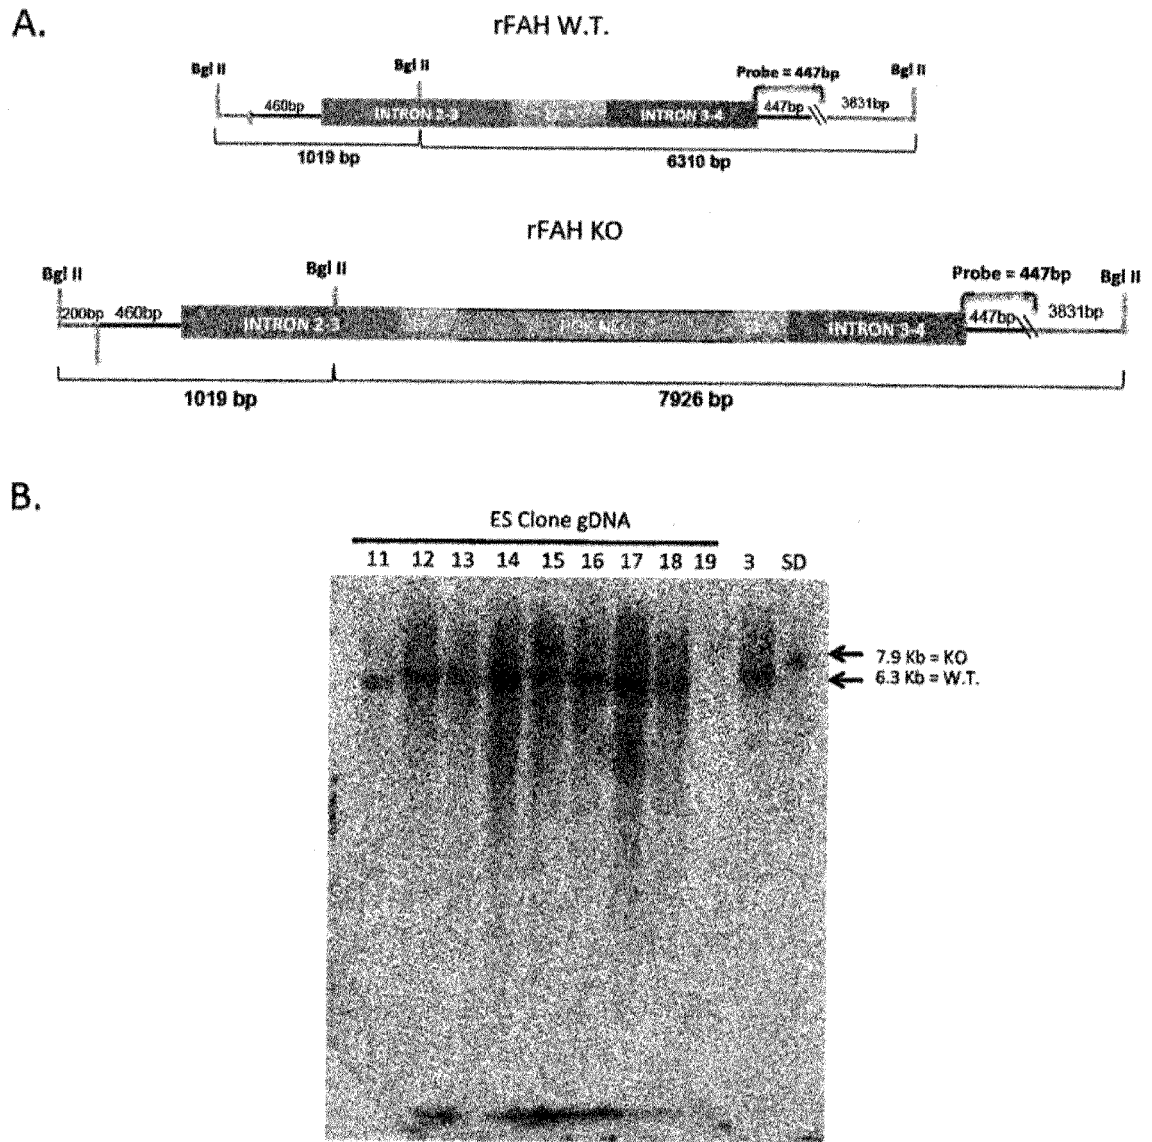 A.
rFAH W.T.
Bgl II
Bgl II
Probe = 447bp
Bgl II
460bp
INTRON 2-3
INTRON 3-4
447bp
3831bp
1019 bp
6310 bp
rFAH KO
Bgl II
Bgl II
Probe = 447bp
Bgl II
200bp
460bp
INTRON 2-3
INTRON 3-4
447bp
3831bp
1019 bp
7926 bp
B.
ES Clone gDNA
11 12 13 14 15 16 17 18 19 3 SD
7.9 Kb = KO
6.3 Kb = W.T.